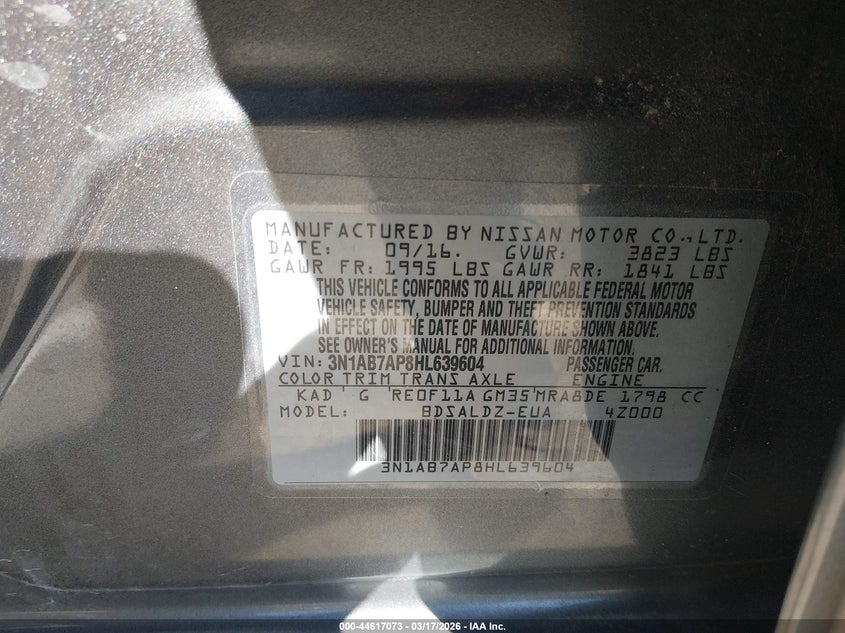 MANUFACTURED BY NISSAN MOTOR CO.,LTD.
DATE: 09/16. GVWR: 3823 LBS
GAWR FR: 1995 LBS GAWR RR: 1841 LBS
THIS VEHICLE CONFORMS TO ALL APPLICABLE FEDERAL MOTOR
VEHICLE SAFETY, BUMPER AND THEFT PREVENTION STANDARDS
IN EFFECT ON THE DATE OF MANUFACTURE SHOWN ABOVE.
SEE OWNER'S MANUAL FOR ADDITIONAL INFORMATION.
VIN: 3N1AB7AP8HL639604 PASSENGER CAR.
COLOR TRIM TRANS AXLE ENGINE
KAD G RE0F11A GM35 MRA8DE 1798 CC
MODEL: BDSALDZ-EUA 4Z000
3N1AB7AP8HL639604
000-44617073 - 03/17/2026 - IAA Inc.